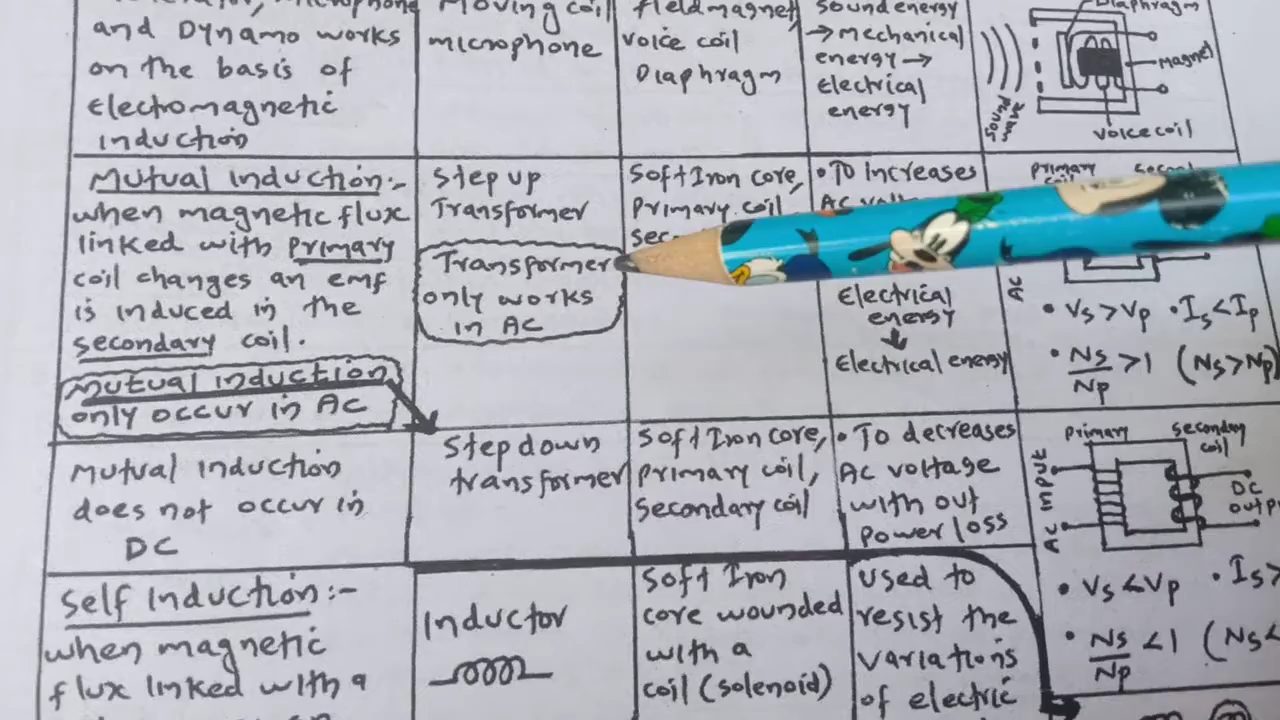 and Dynamo works
on the basis of
electromagnetic
induction
Moving coil
microphone
fieldmagnet,
voice coil
Diaphragm
sound energy
→ mechanical
energy →
electrical
energy
Diaphragm
magnet
sound
wave
voice coil
Mutual induction:-
when magnetic flux
linked with primary
coil changes an emf
is induced in the
secondary coil.
Mutual induction
only occur in AC
Step up
Transformer
Transformer
only works
in AC
Soft Iron core,
Primary coil
• To increases
AC
Electrical
energy
Electrical energy
primary
AC
• Vs > Vp • Is < Ip
• Ns/Np > 1 (Ns > Np)
Mutual induction
does not occur in
DC
Step down
transformer
Soft Iron core,
primary coil,
Secondary coil
• To decreases
AC voltage
with out
power loss
primary
secondary
coil
AC input
DC
• Vs < Vp • Is >
• Ns/Np < 1 (Ns <
Self induction:-
when magnetic
flux linked with a
Inductor
Soft Iron
core wounded
with a
coil (solenoid)
used to
resist the
variations
of electric